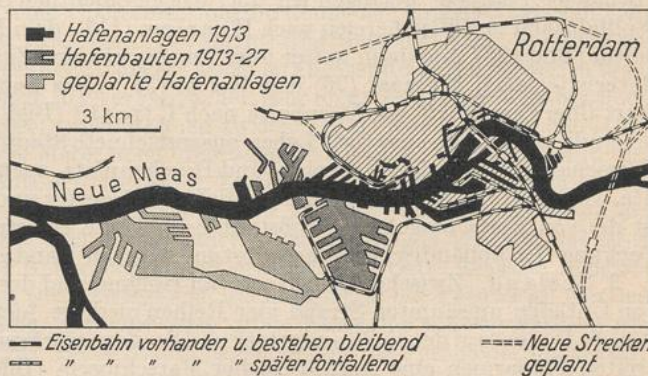 Hafenanlagen 1913
Hafenbauten 1913-27
geplante Hafenanlagen
Rotterdam
3 km
Neue Maas
Eisenbahn vorhanden u. bestehen bleibend
" " " " " später fortfallend
Neue Strecken
geplant